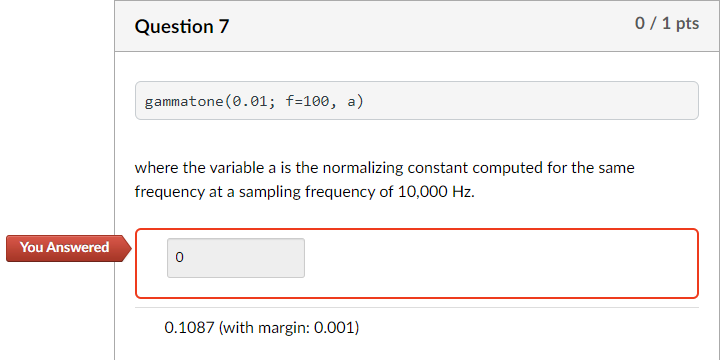 Question 7
0 / 1 pts
gammatone(0.01; f=100, a)
where the variable a is the normalizing constant computed for the same
frequency at a sampling frequency of 10,000 Hz.
You Answered
0
0.1087 (with margin: 0.001)